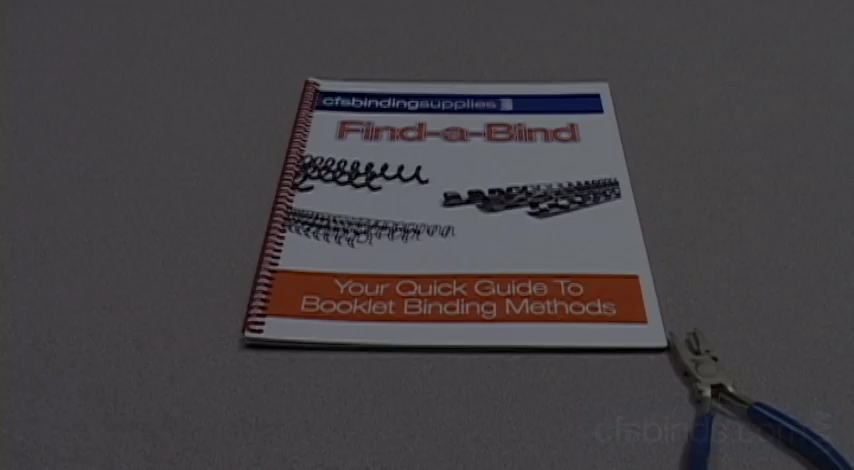 cfsbindingsupplies
Find-a-Bind
Your Quick Guide To
Booklet Binding Methods
cfsbinds.com